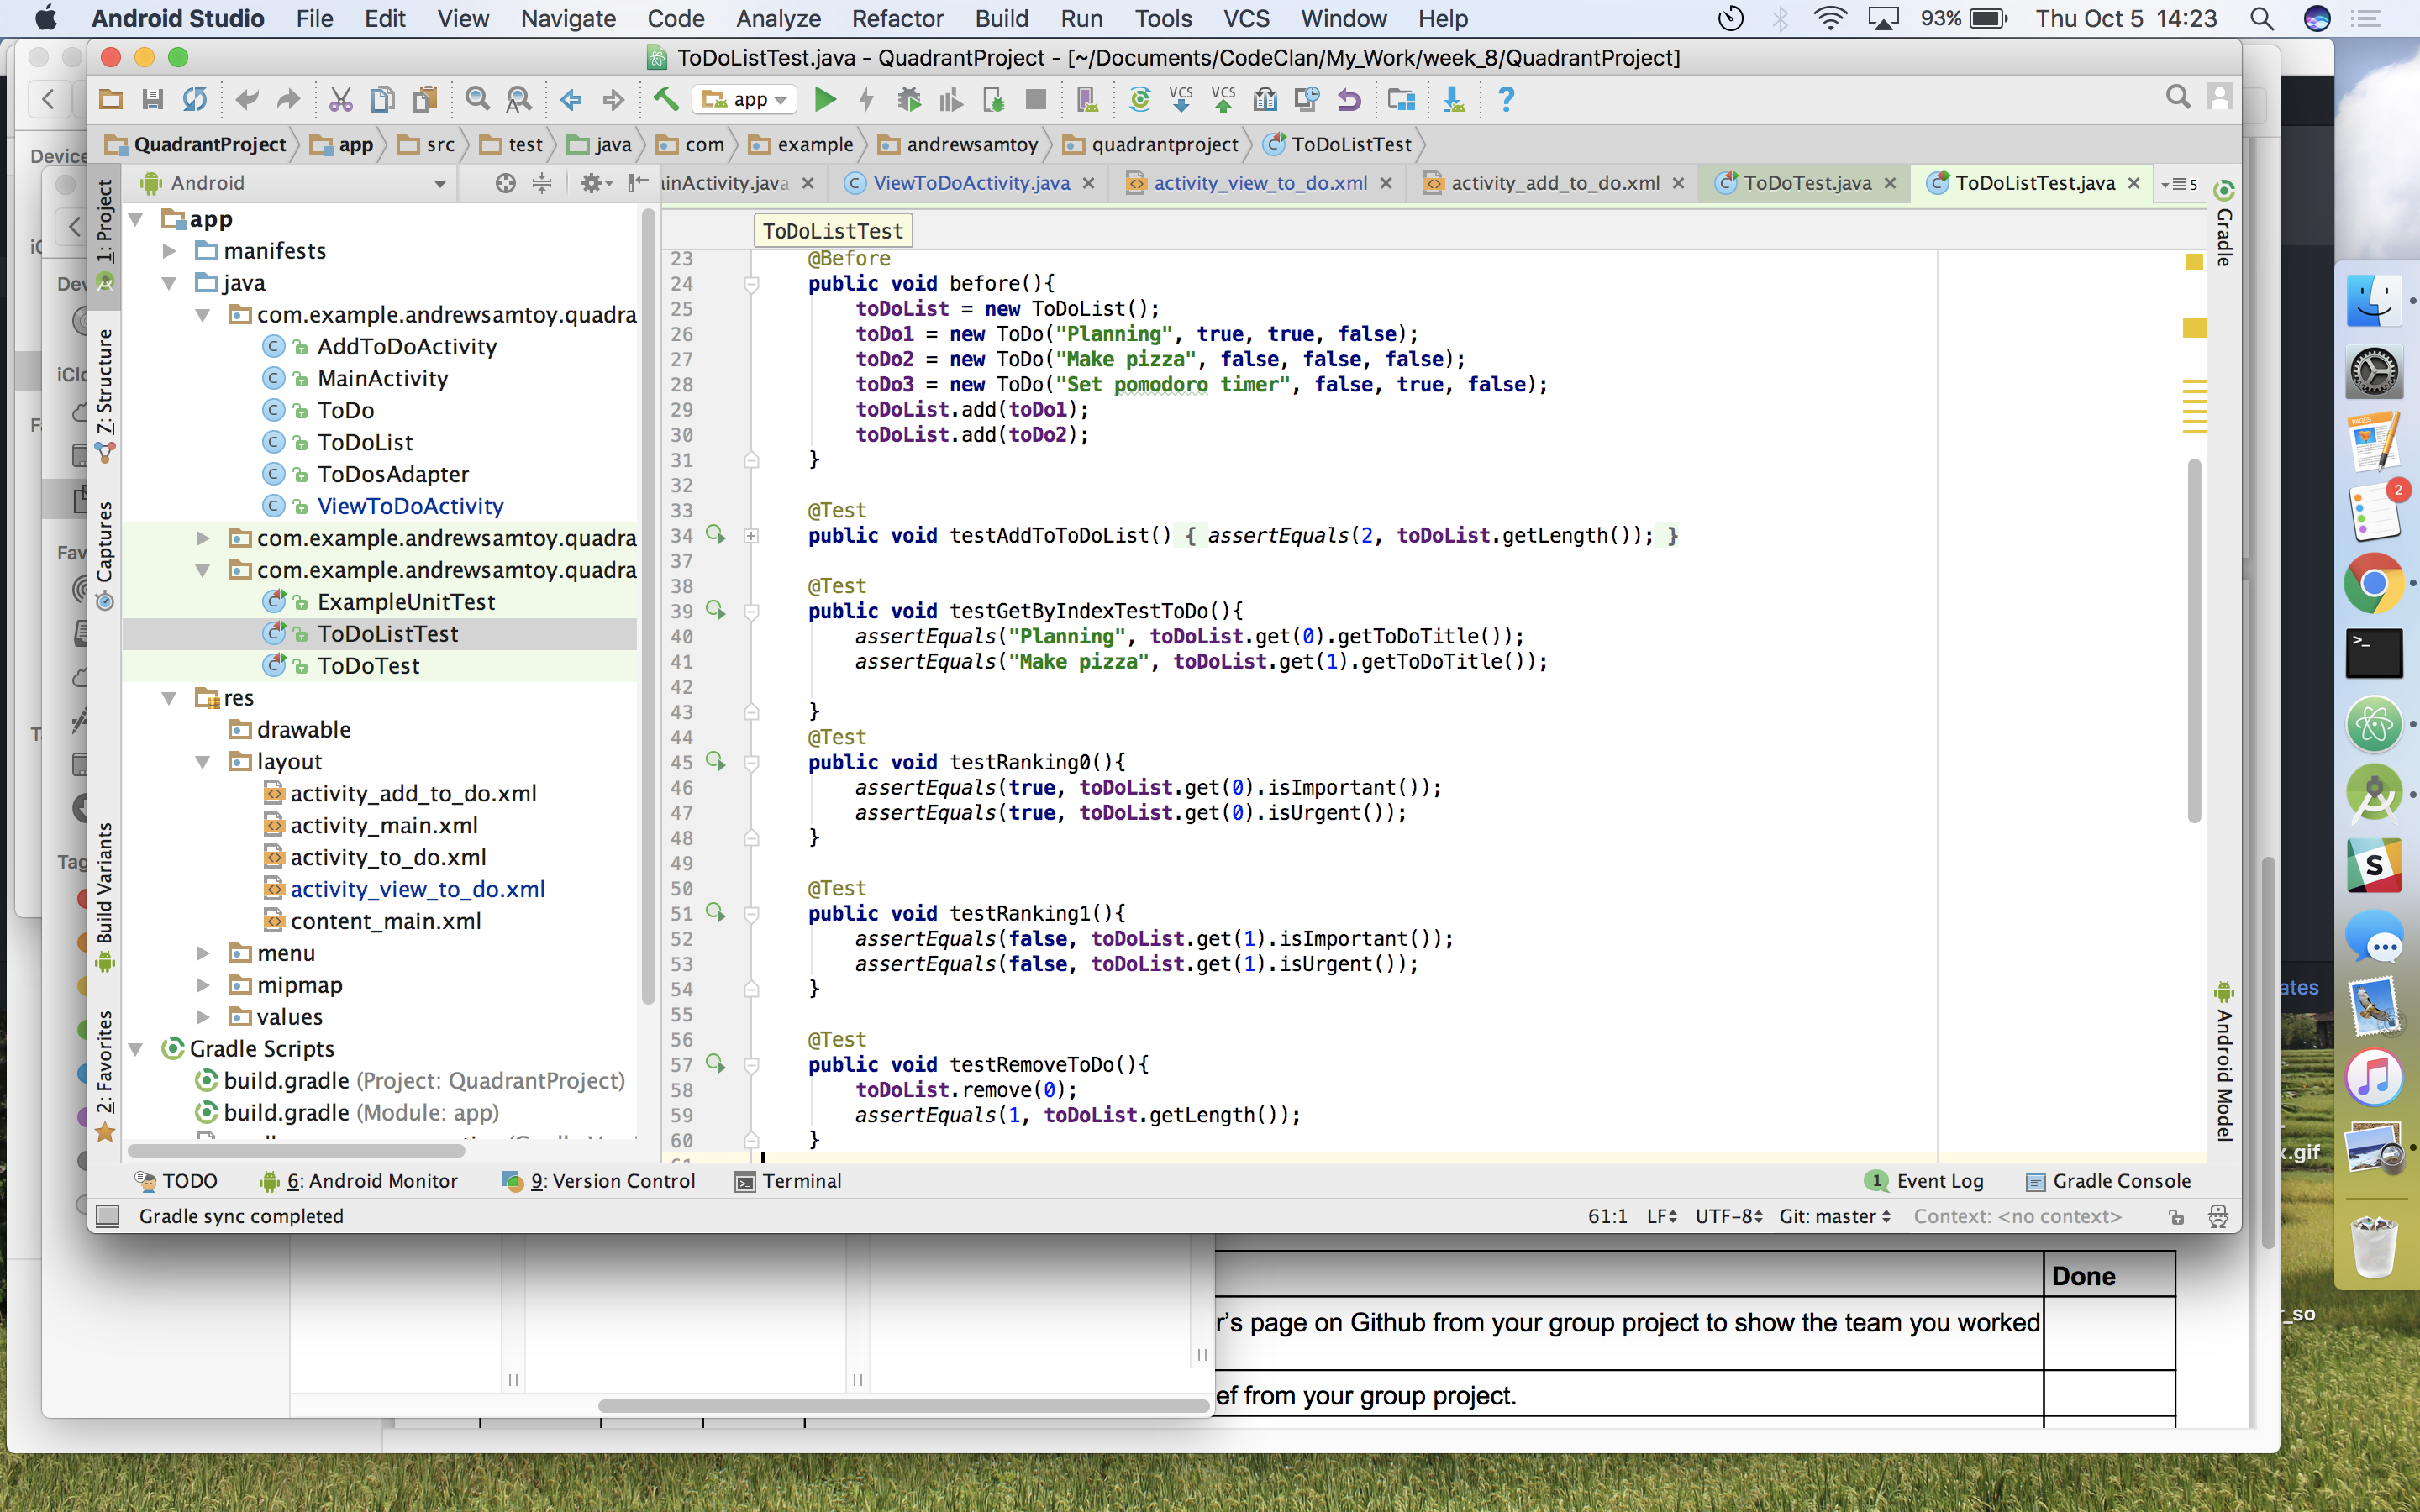 Android Studio File Edit View Navigate Code Analyze Refactor Build Run Tools VCS Window Help 93% Thu Oct 5 14:23
ToDoListTest.java - QuadrantProject - [~/Documents/CodeClan/My_Work/week_8/QuadrantProject]
app VCS VCS ?
QuadrantProject app src test java com example andrewsamtoy quadrantproject ToDoListTest
Android
ViewToDoActivity.java activity_view_to_do.xml activity_add_to_do.xml ToDoTest.java ToDoListTest.java 5
1: Project
7: Structure
Captures
Build Variants
2: Favorites
app
manifests
java
com.example.andrewsamtoy.quadra
AddToDoActivity
MainActivity
ToDo
ToDoList
ToDosAdapter
ViewToDoActivity
com.example.andrewsamtoy.quadra
com.example.andrewsamtoy.quadra
ExampleUnitTest
ToDoListTest
ToDoTest
res
drawable
layout
activity_add_to_do.xml
activity_main.xml
activity_to_do.xml
activity_view_to_do.xml
content_main.xml
menu
mipmap
values
Gradle Scripts
build.gradle (Project: QuadrantProject)
build.gradle (Module: app)
ToDoListTest
23 @Before
24 public void before(){
25 toDoList = new ToDoList();
26 toDo1 = new ToDo("Planning", true, true, false);
27 toDo2 = new ToDo("Make pizza", false, false, false);
28 toDo3 = new ToDo("Set pomodoro timer", false, true, false);
29 toDoList.add(toDo1);
30 toDoList.add(toDo2);
31 }
32
33 @Test
34 public void testAddToToDoList() { assertEquals(2, toDoList.getLength()); }
37
38 @Test
39 public void testGetByIndexTestToDo(){
40 assertEquals("Planning", toDoList.get(0).getToDoTitle());
41 assertEquals("Make pizza", toDoList.get(1).getToDoTitle());
42
43 }
44 @Test
45 public void testRanking0(){
46 assertEquals(true, toDoList.get(0).isImportant());
47 assertEquals(true, toDoList.get(0).isUrgent());
48 }
49
50 @Test
51 public void testRanking1(){
52 assertEquals(false, toDoList.get(1).isImportant());
53 assertEquals(false, toDoList.get(1).isUrgent());
54 }
55
56 @Test
57 public void testRemoveToDo(){
58 toDoList.remove(0);
59 assertEquals(1, toDoList.getLength());
60 }
Gradle
Android Model
TODO 6: Android Monitor 9: Version Control Terminal 1 Event Log Gradle Console
Gradle sync completed 61:1 LF UTF-8 Git: master Context: <no context>
Device
Tag
PAGES
2
S
ates
x.gif
r_so
Done
r's page on Github from your group project to show the team you worked
ef from your group project.